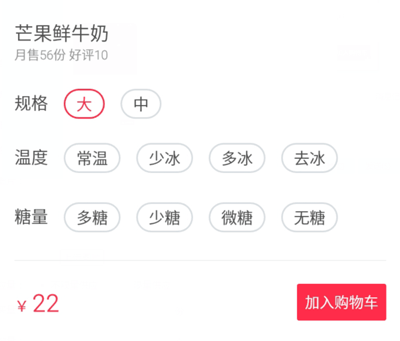 芒果鲜牛奶
月售56份 好评10
规格 大 中
温度 常温 少冰 多冰 去冰
糖量 多糖 少糖 微糖 无糖
¥ 22 加入购物车